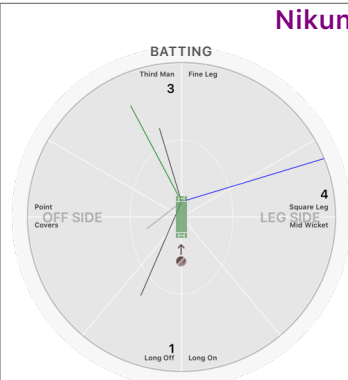 Nikun
BATTING
Third Man Fine Leg
3
4
Point Square Leg
OFF SIDE LEG SIDE
Covers Mid Wicket
1
Long Off Long On